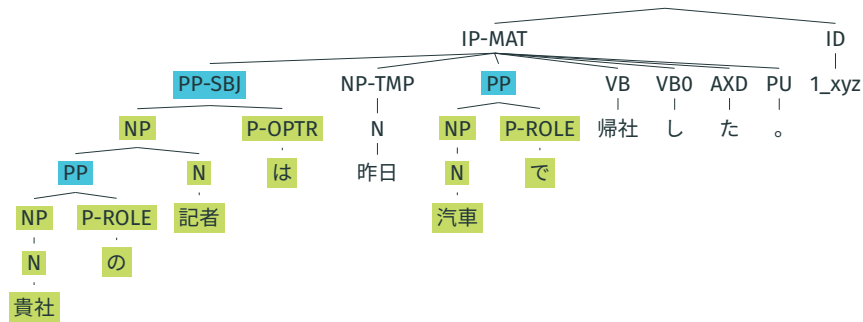 IP-MAT ID
PP-SBJ NP-TMP PP VB VB0 AXD PU 1_xyz
NP P-OPTR N NP P-ROLE 帰社 し た 。
PP N は 昨日 N で
NP P-ROLE 記者 汽車
N の
貴社